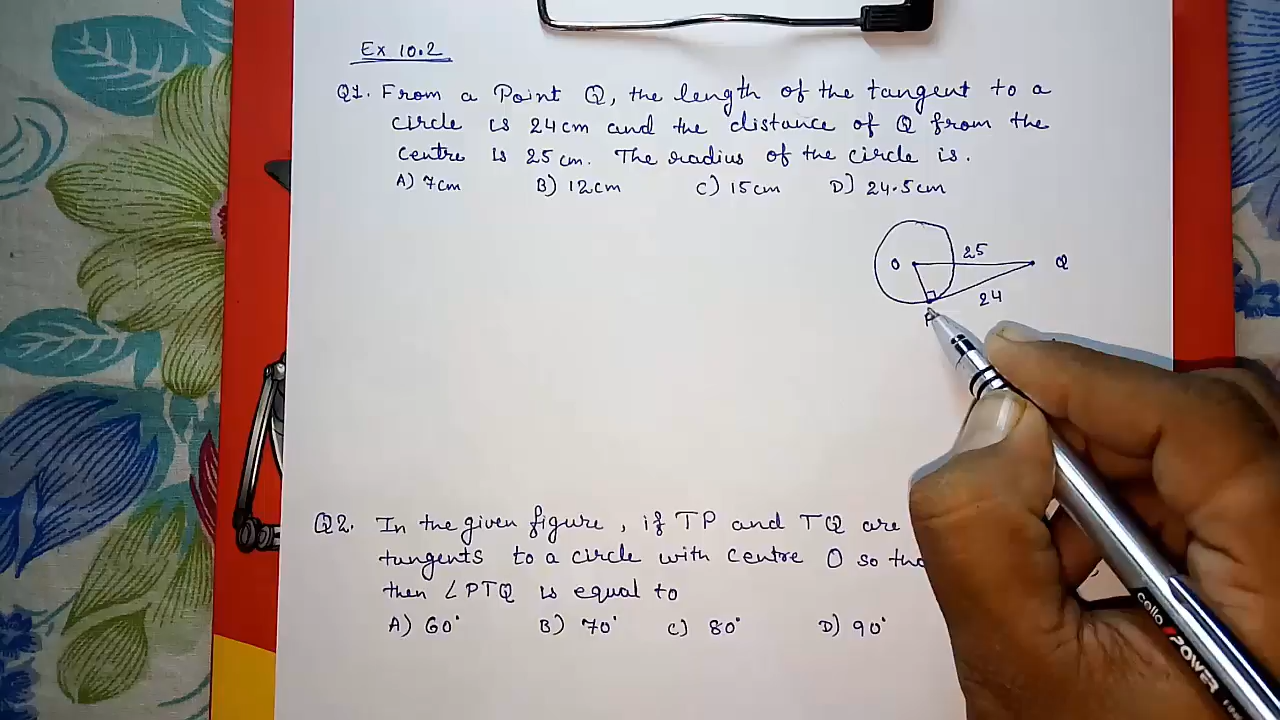 Ex 10.2
Q1. From a Point Q, the length of the tangent to a
circle is 24cm and the distance of Q from the
centre is 25cm. The radius of the circle is.
A) 7cm B) 12cm C) 15cm D) 24.5cm
25
O Q
24
P
Q2. In the given figure, if TP and TQ are
tangents to a circle with centre O so
then ∠PTQ is equal to
A) 60° B) 70° C) 80° D) 90°
cello POWER